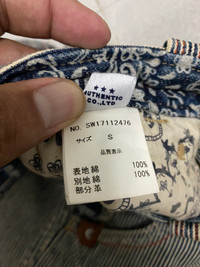 ★★★
AUTHENTIC
CO.,LTD
NO. SW17112476
サイズ S
品質表示
表地綿 100%
別地綿 100%
部分革